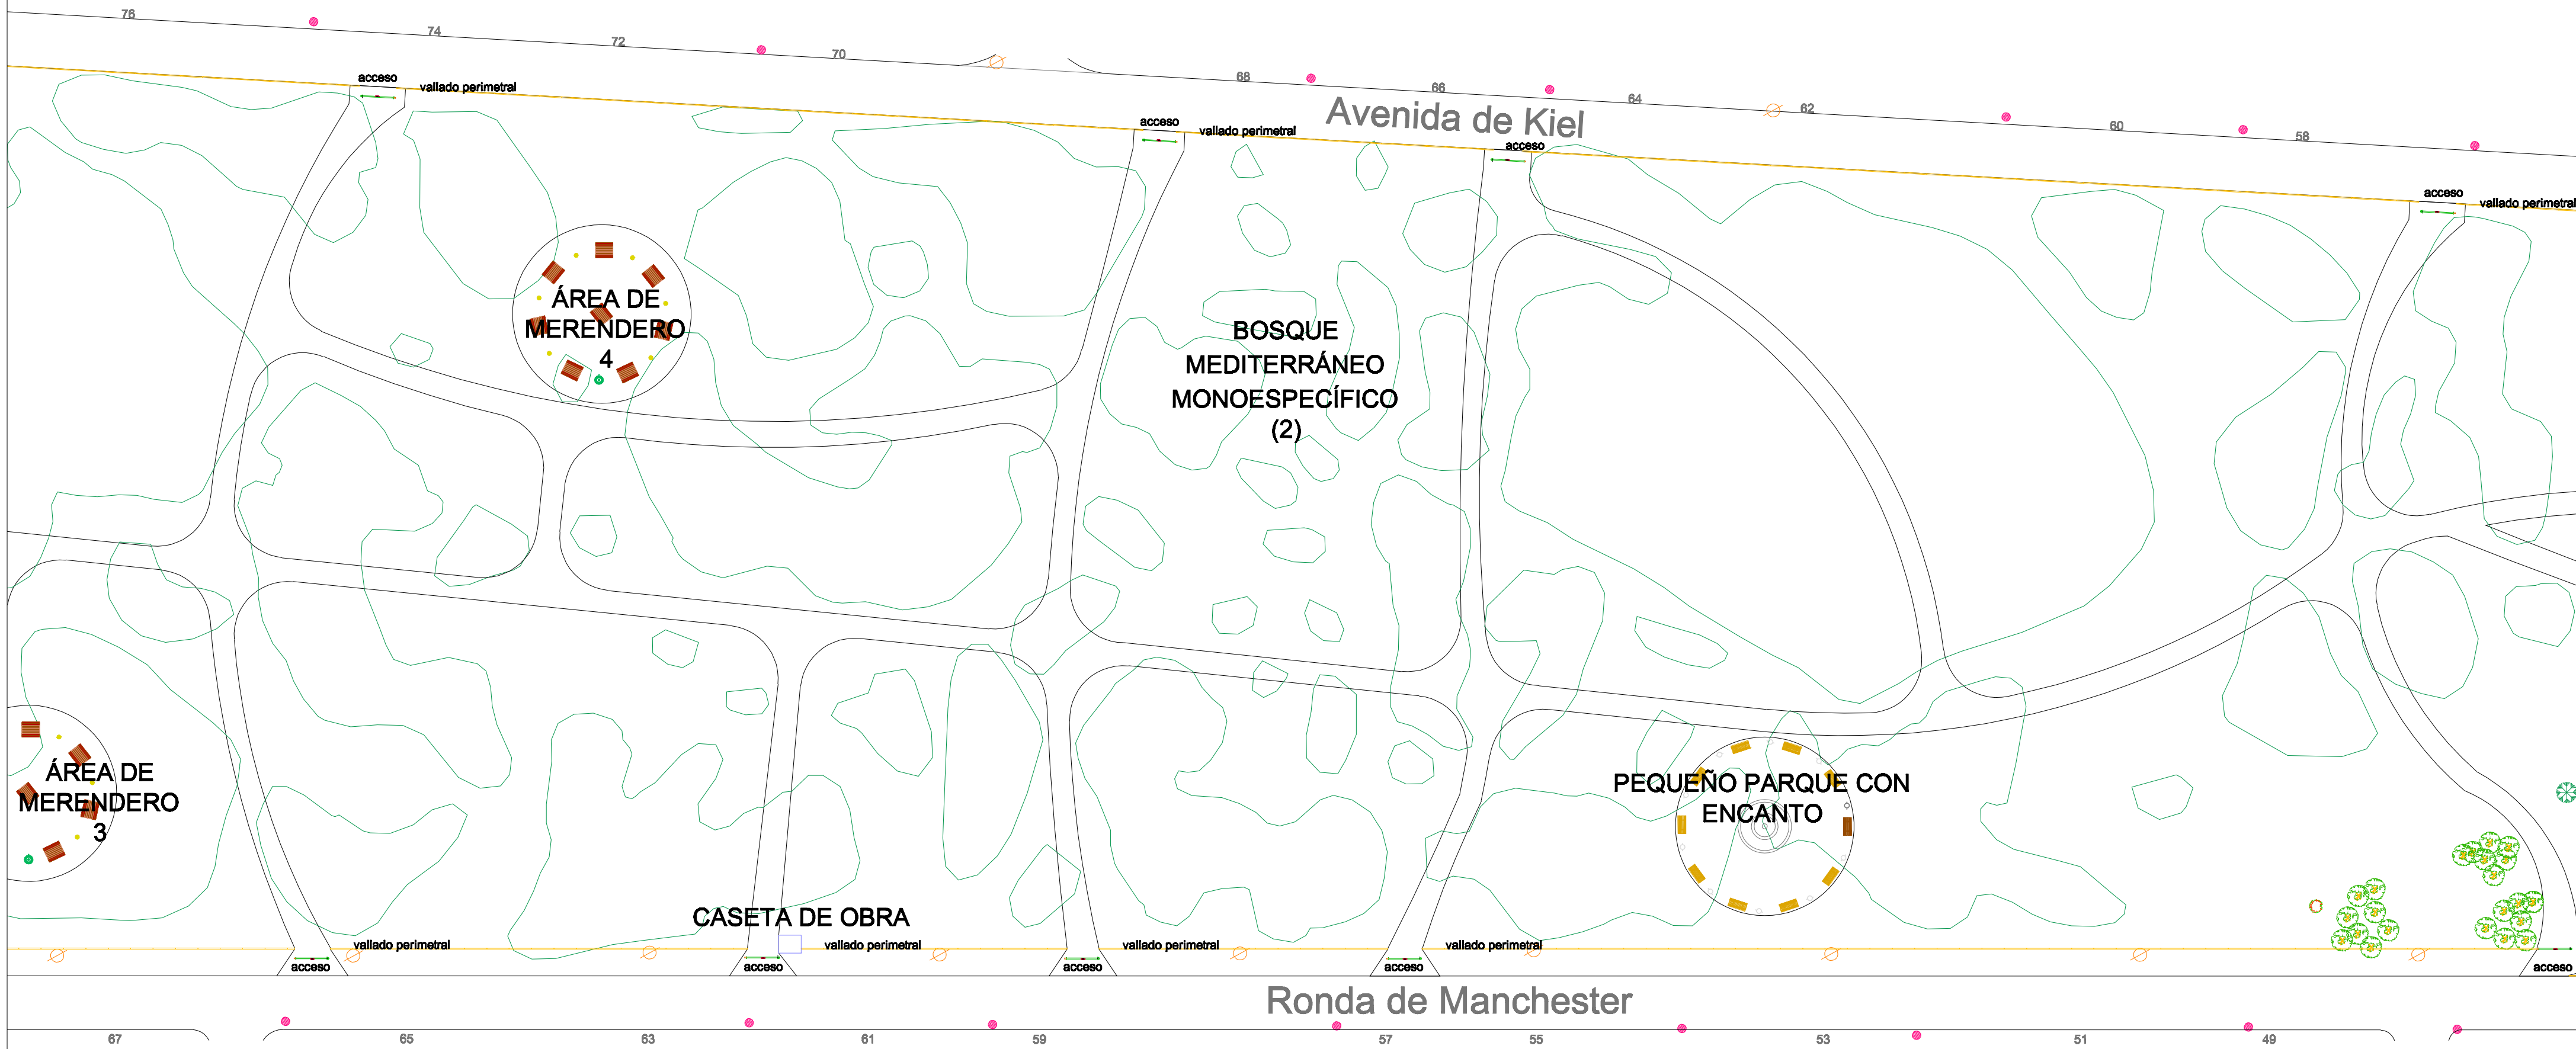 76
74
72
70
68
66
64
62
60
58
Avenida de Kiel
acceso
vallado perimetral
acceso
vallado perimetral
acceso
acceso
vallado perimetral
ÁREA DE
MERENDERO
4
BOSQUE
MEDITERRÁNEO
MONOESPECÍFICO
(2)
ÁREA DE
MERENDERO
3
PEQUEÑO PARQUE CON
ENCANTO
CASETA DE OBRA
vallado perimetral
vallado perimetral
vallado perimetral
vallado perimetral
acceso
acceso
acceso
acceso
acceso
Ronda de Manchester
67
65
63
61
59
57
55
53
51
49